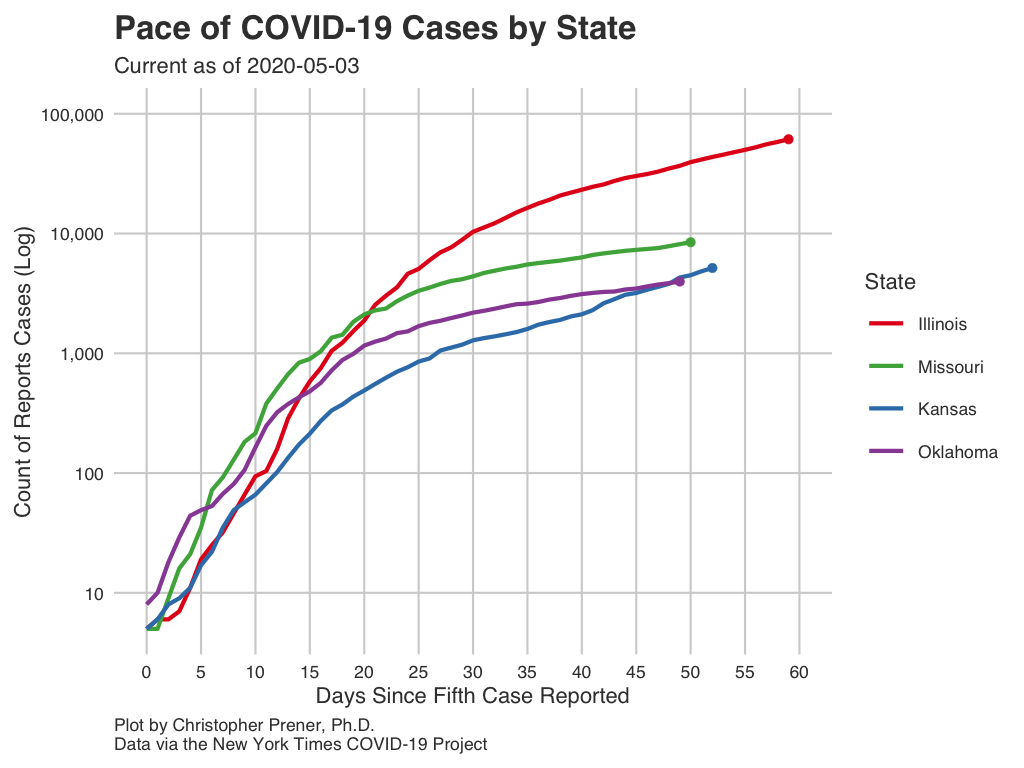 Pace of COVID-19 Cases by State
Current as of 2020-05-03
Count of Reports Cases (Log)
100,000
10,000
1,000
100
10
0 5 10 15 20 25 30 35 40 45 50 55 60
Days Since Fifth Case Reported
State
Illinois
Missouri
Kansas
Oklahoma
Plot by Christopher Prener, Ph.D.
Data via the New York Times COVID-19 Project